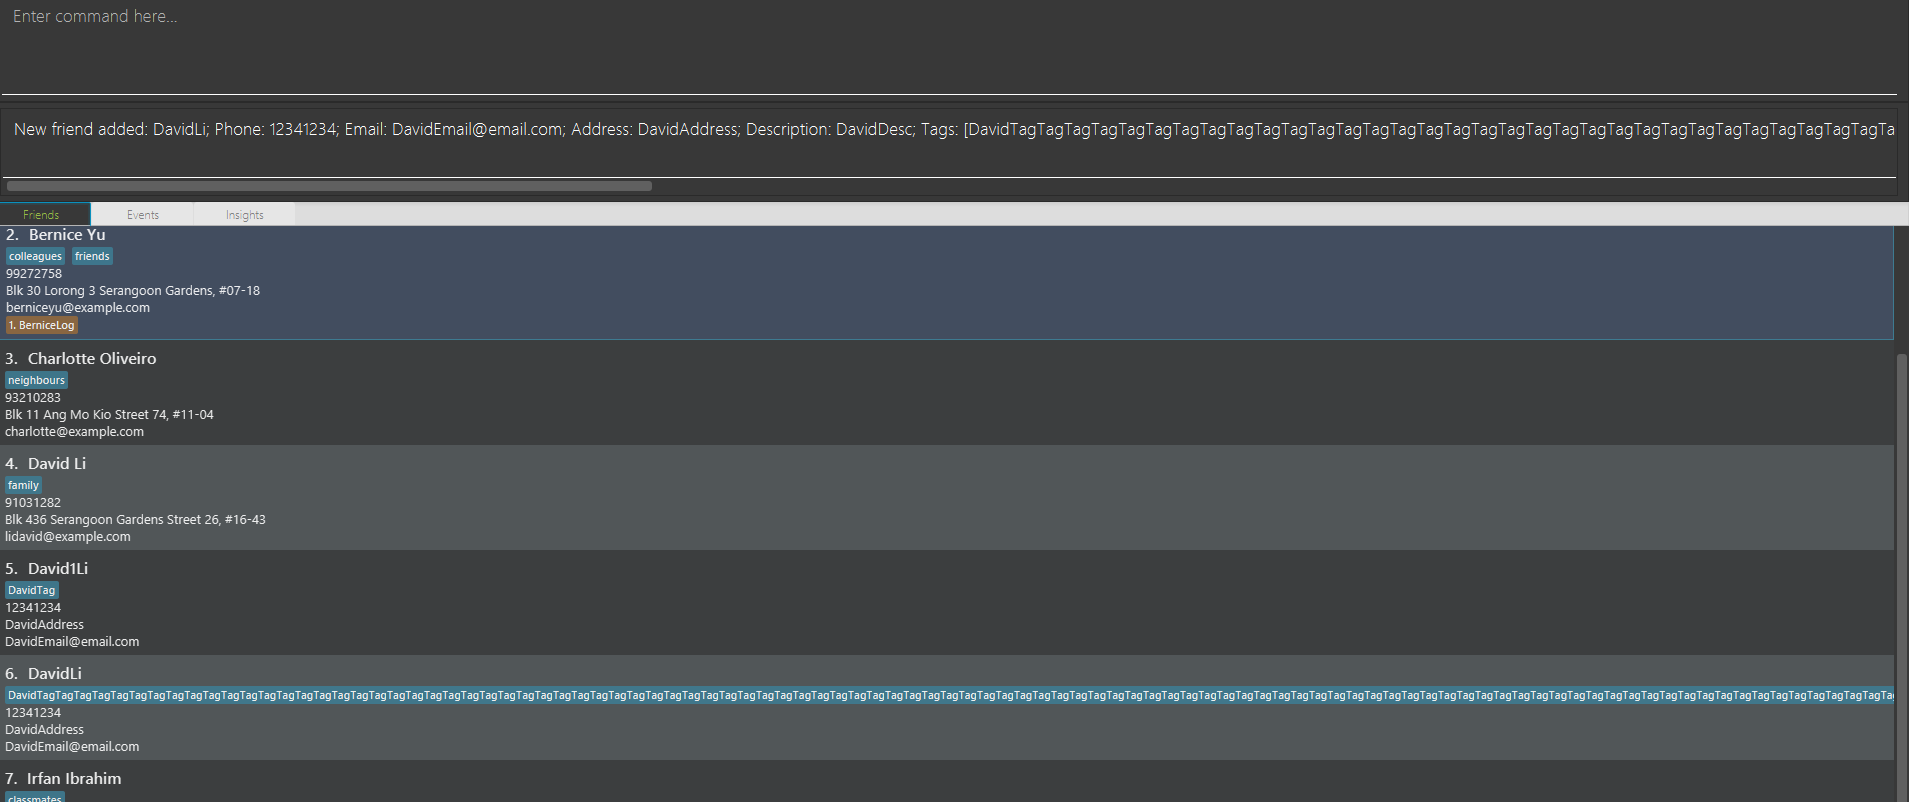 Enter command here...
New friend added: DavidLi; Phone: 12341234; Email: DavidEmail@email.com; Address: DavidAddress; Description: DavidDesc; Tags: [DavidTagTagTagTagTagTagTagTagTagTagTagTagTagTagTagTagTagTagTagTagTagTagTagTagTagTagTagTagTagTagTagTagTagTa
Friends Events Insights
2. Bernice Yu
colleagues friends
99272758
Blk 30 Lorong 3 Serangoon Gardens, #07-18
berniceyu@example.com
1. BerniceLog
3. Charlotte Oliveiro
neighbours
93210283
Blk 11 Ang Mo Kio Street 74, #11-04
charlotte@example.com
4. David Li
family
91031282
Blk 436 Serangoon Gardens Street 26, #16-43
lidavid@example.com
5. David1Li
DavidTag
12341234
DavidAddress
DavidEmail@email.com
6. DavidLi
DavidTagTagTagTagTagTagTagTagTagTagTagTagTagTagTagTagTagTagTagTagTagTagTagTagTagTagTagTagTagTagTagTagTagTagTagTagTagTagTagTagTagTagTagTagTagTagTagTagTagTagTagTagTagTagTagTagTagTagTagTagTagTagTagTagTagTagTagTagTagTagTagTagTagTagTagTagTagTagTagTagTagTagTagTagTagTagTagTagTagTagTagTagTagTagTagTagTagTagTagTagTag
12341234
DavidAddress
DavidEmail@email.com
7. Irfan Ibrahim
classmates